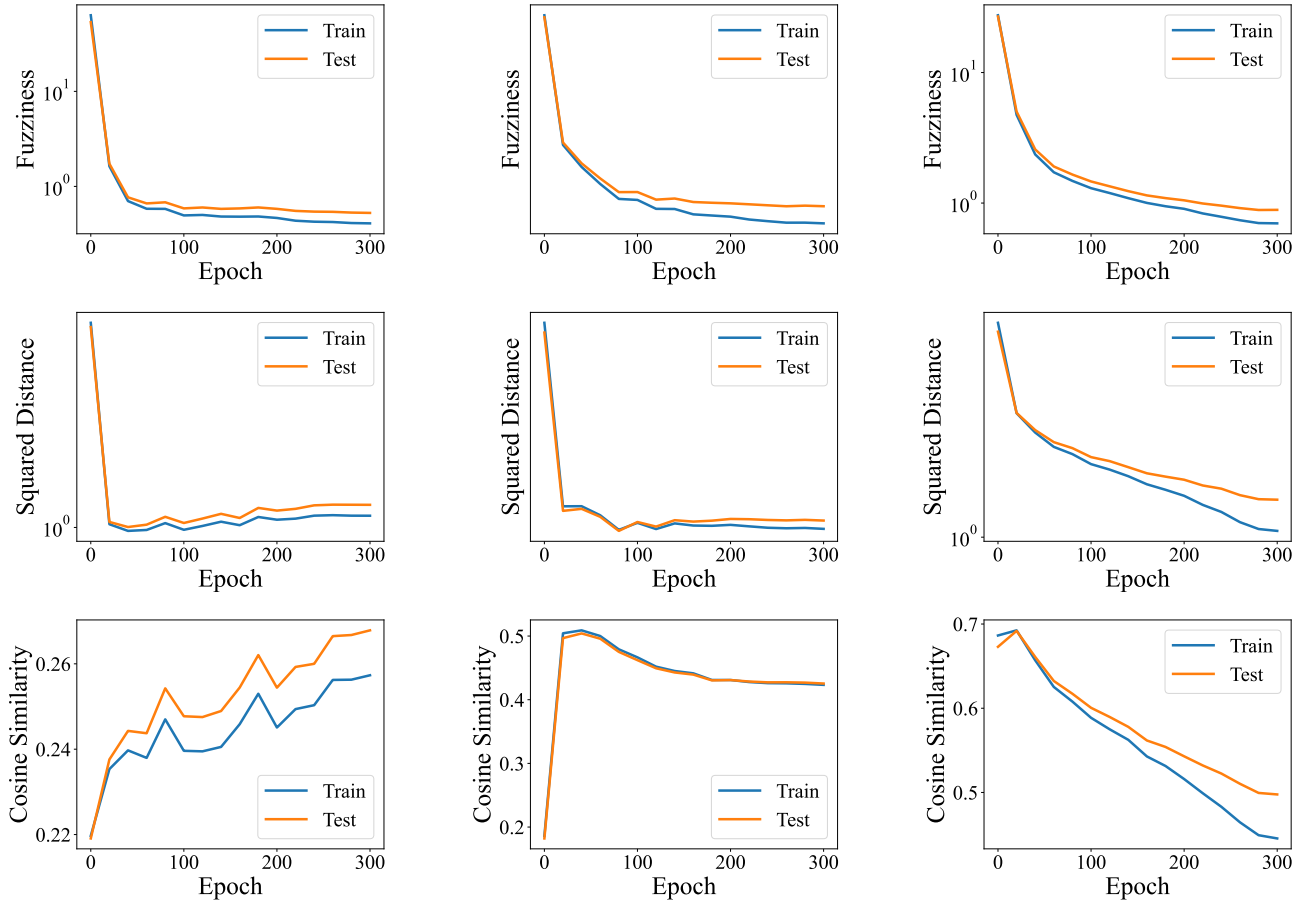 Fuzziness
10^1
10^0
Train
Test
0 100 200 300
Epoch
Fuzziness
Train
Test
0 100 200 300
Epoch
Fuzziness
10^1
10^0
Train
Test
0 100 200 300
Epoch
Squared Distance
10^0
Train
Test
0 100 200 300
Epoch
Squared Distance
Train
Test
0 100 200 300
Epoch
Squared Distance
10^0
Train
Test
0 100 200 300
Epoch
Cosine Similarity
0.26
0.24
0.22
Train
Test
0 100 200 300
Epoch
Cosine Similarity
0.5
0.4
0.3
0.2
Train
Test
0 100 200 300
Epoch
Cosine Similarity
0.7
0.6
0.5
Train
Test
0 100 200 300
Epoch